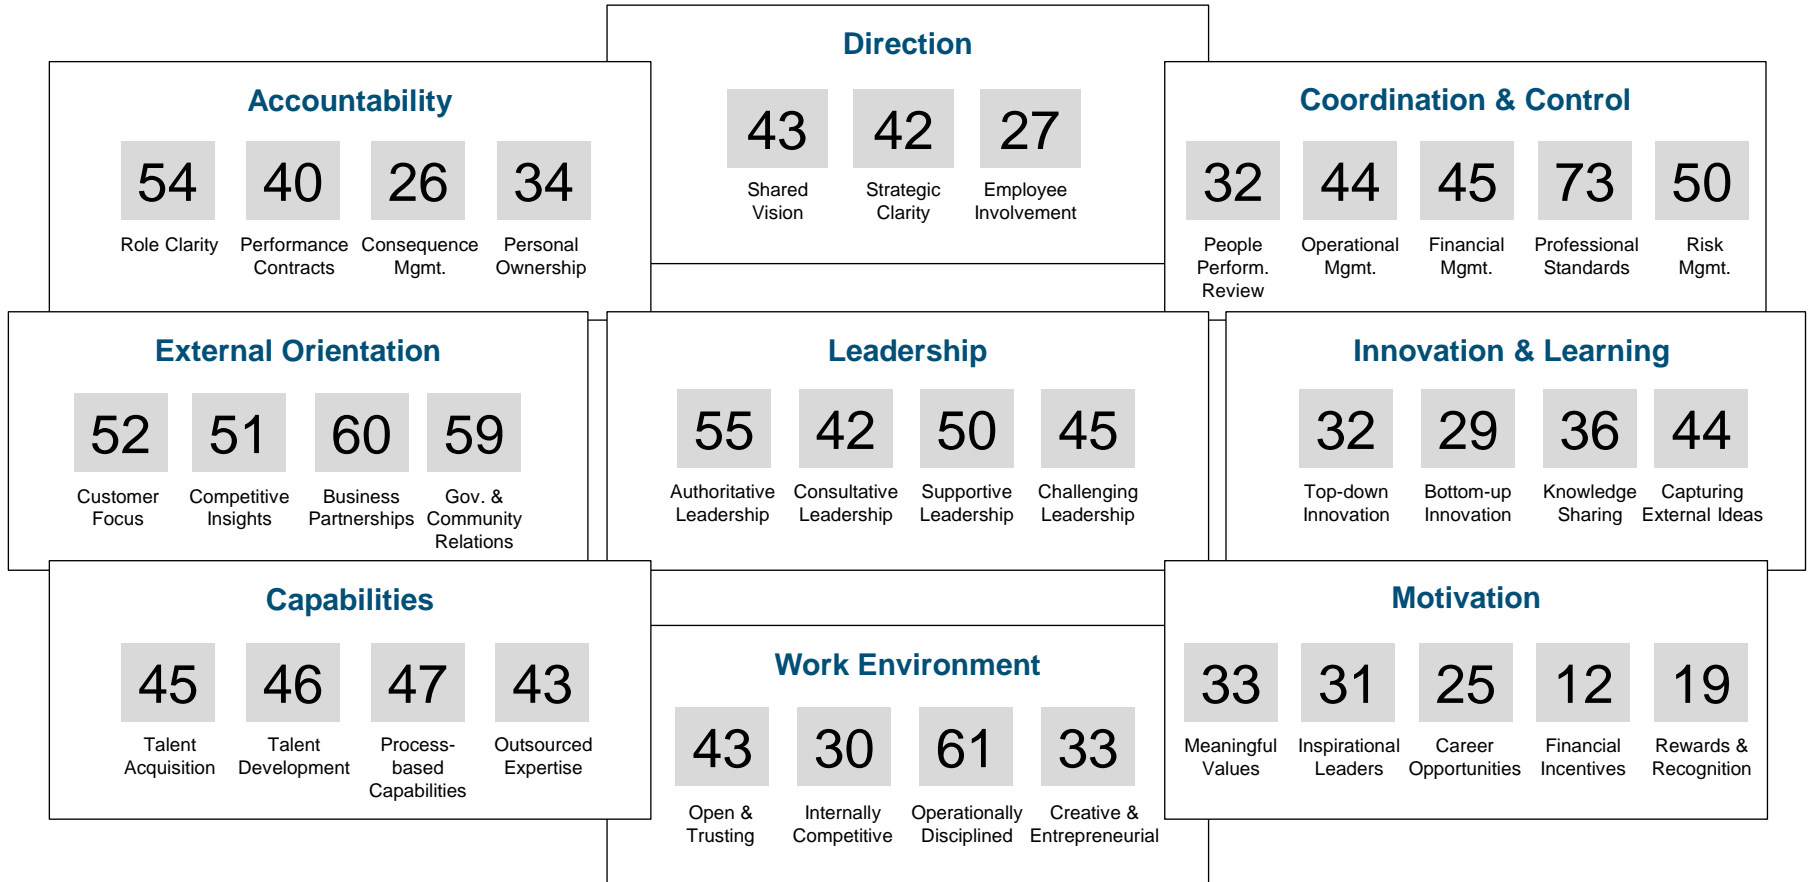 Direction
43 42 27
Shared Strategic Employee
Vision Clarity Involvement
Accountability
54 40 26 34
Role Clarity Performance Consequence Personal
Contracts Mgmt. Ownership
Coordination & Control
32 44 45 73 50
People Operational Financial Professional Risk
Perform. Mgmt. Mgmt. Standards Mgmt.
Review
External Orientation
52 51 60 59
Customer Competitive Business Gov. &
Focus Insights Partnerships Community
Relations
Leadership
55 42 50 45
Authoritative Consultative Supportive Challenging
Leadership Leadership Leadership Leadership
Innovation & Learning
32 29 36 44
Top-down Bottom-up Knowledge Capturing
Innovation Innovation Sharing External Ideas
Capabilities
45 46 47 43
Talent Talent Process- Outsourced
Acquisition Development based Expertise
Capabilities
Work Environment
43 30 61 33
Open & Internally Operationally Creative &
Trusting Competitive Disciplined Entrepreneurial
Motivation
33 31 25 12 19
Meaningful Inspirational Career Financial Rewards &
Values Leaders Opportunities Incentives Recognition